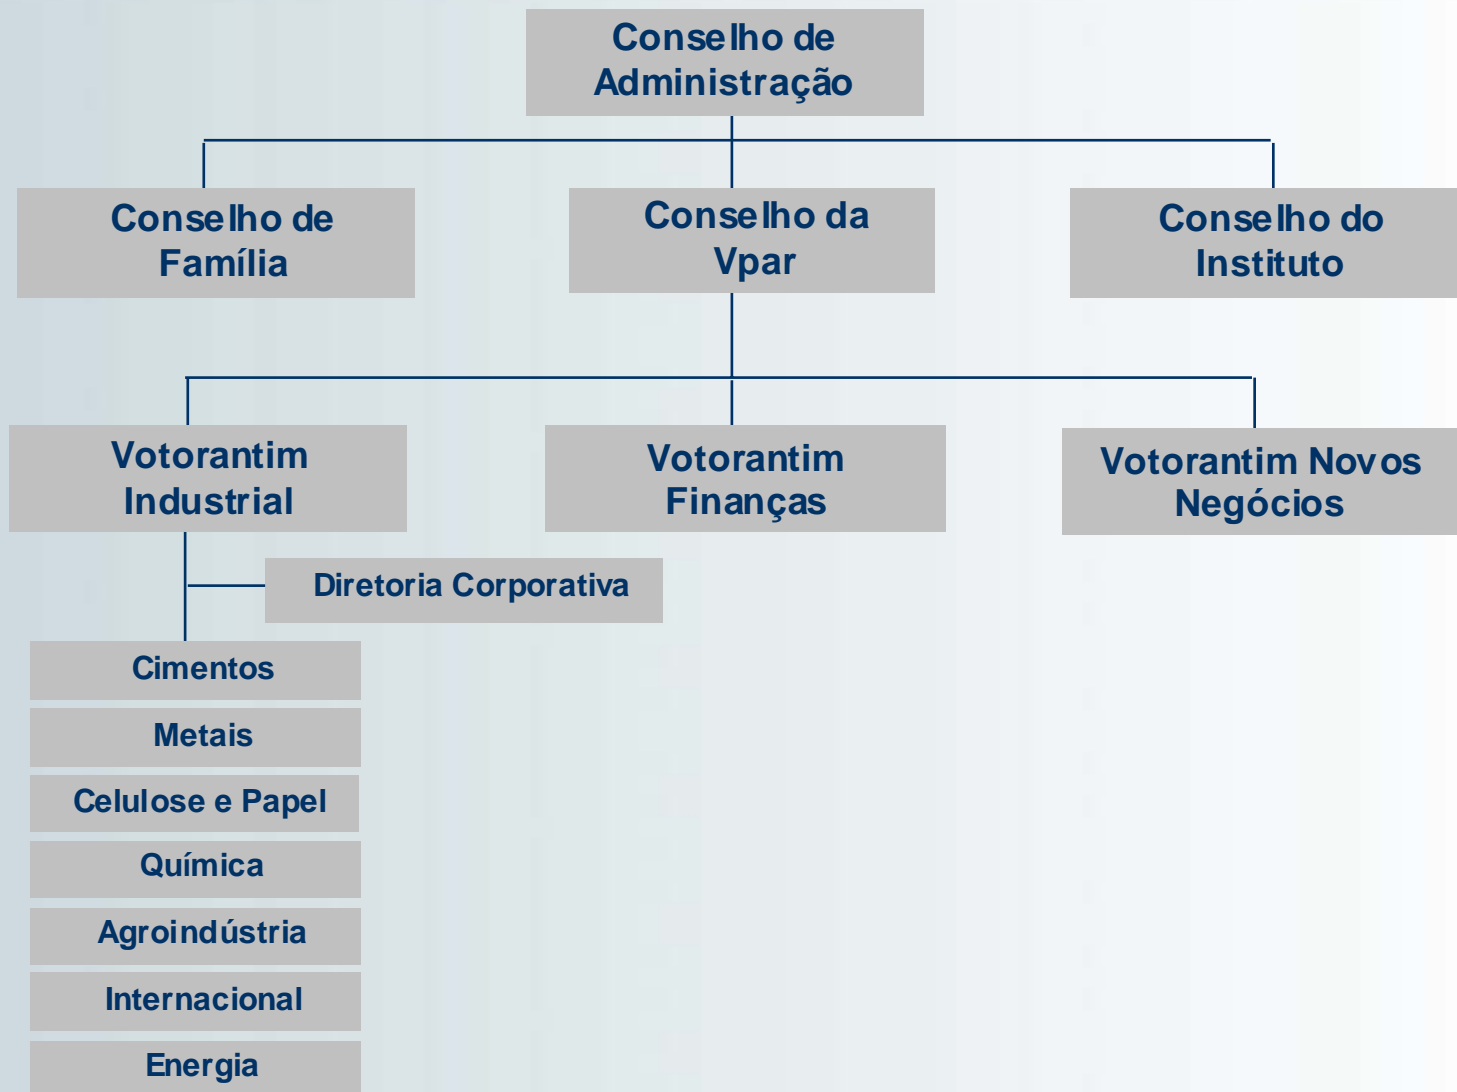 Conselho de
Administração
Conselho de
Família
Conselho da
Vpar
Conselho do
Instituto
Votorantim
Industrial
Votorantim
Finanças
Votorantim Novos
Negócios
Diretoria Corporativa
Cimentos
Metais
Celulose e Papel
Química
Agroindústria
Internacional
Energia